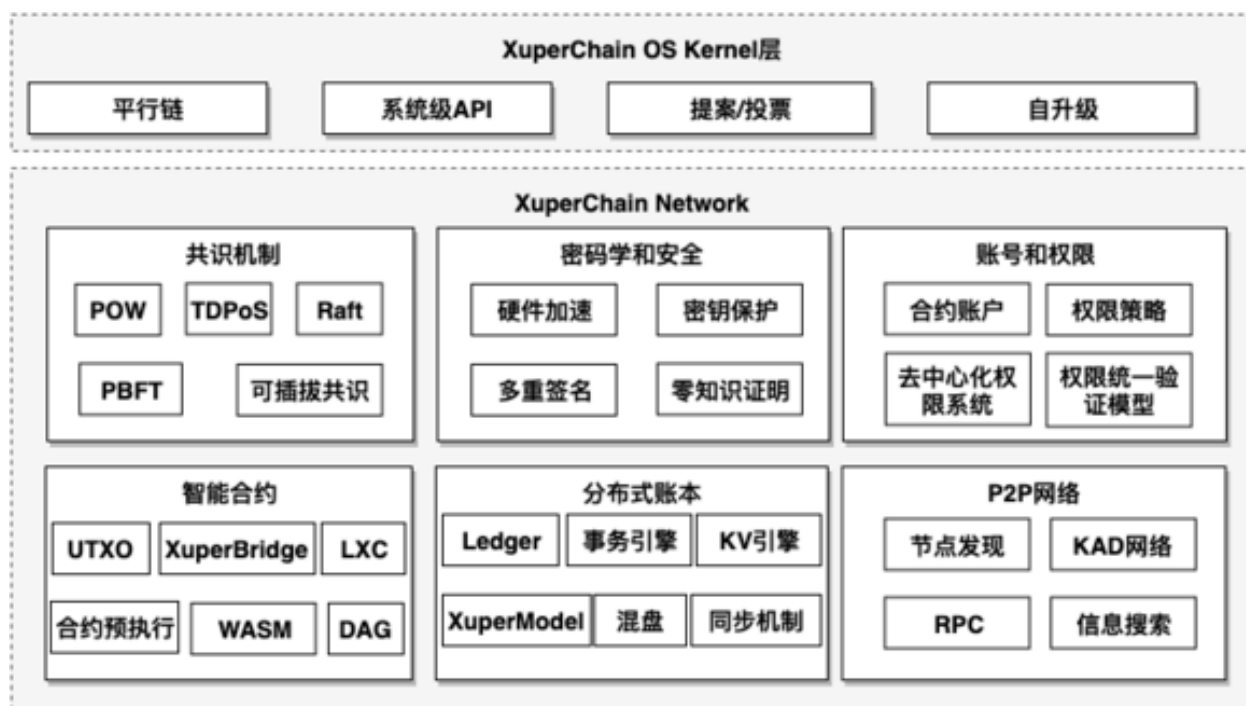 XuperChain OS Kernel层
平行链
系统级API
提案/投票
自升级
XuperChain Network
共识机制
POW
TDPoS
Raft
PBFT
可插拔共识
密码学和安全
硬件加速
密钥保护
多重签名
零知识证明
账号和权限
合约账户
权限策略
去中心化权
限系统
权限统一验
证模型
智能合约
UTXO
XuperBridge
LXC
合约预执行
WASM
DAG
分布式账本
Ledger
事务引擎
KV引擎
XuperModel
混盘
同步机制
P2P网络
节点发现
KAD网络
RPC
信息搜索